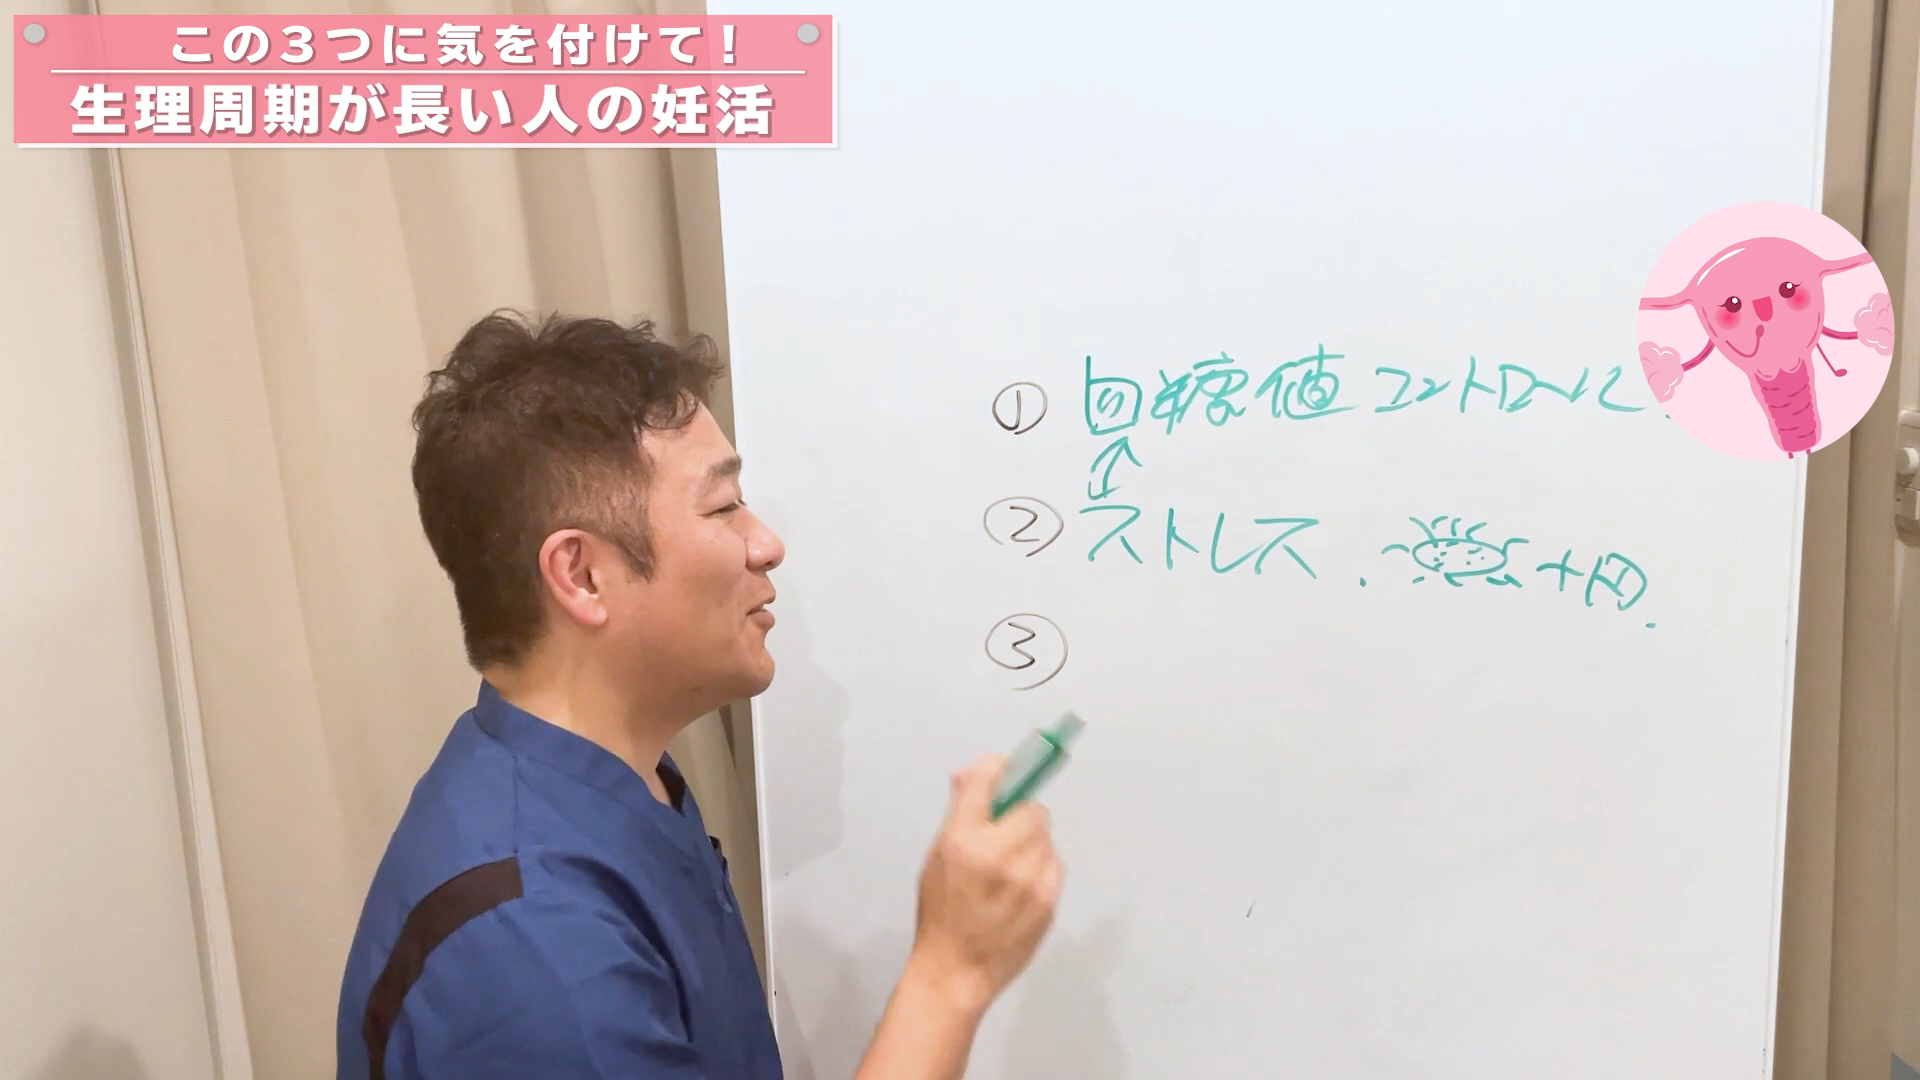 この3つに気を付けて！
生理周期が長い人の妊活
① 血糖値コントロール.
② ストレス.
③